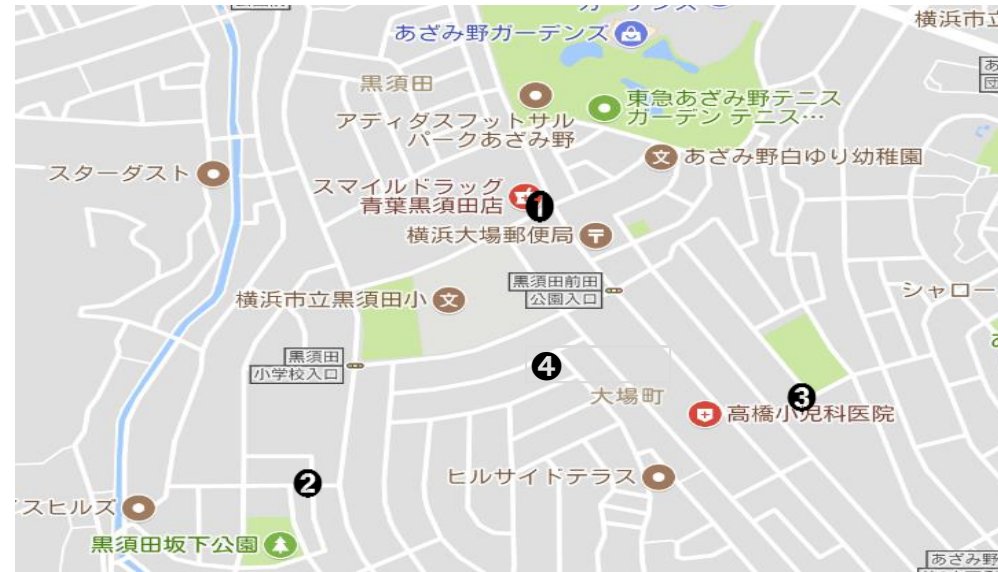 横浜市立
あざみ野ガーデンズ
黒須田
アディダスフットサル
パークあざみ野
東急あざみ野テニス
ガーデン テニス…
文 あざみ野白ゆり幼稚園
スターダスト
スマイルドラッグ
青葉黒須田店
❶
横浜大場郵便局 〒
黒須田前田
公園入口
シャロー
横浜市立黒須田小 文
黒須田
小学校入口
❹
大場町
❸
高橋小児科医院
❷
ヒルサイドテラス
イスヒルズ
黒須田坂下公園
あざみ野